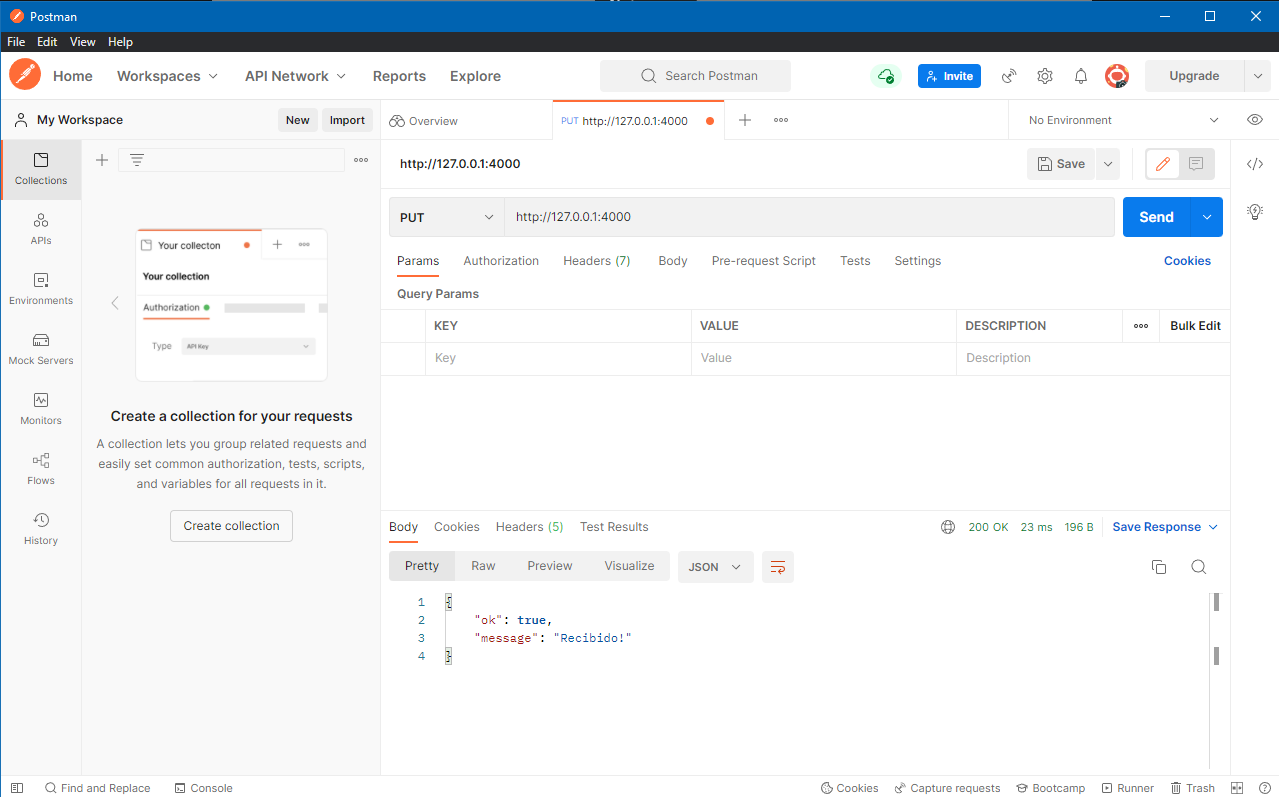 Postman
File Edit View Help
Home Workspaces API Network Reports Explore Search Postman Invite Upgrade
My Workspace New Import Overview PUT http://127.0.0.1:4000 No Environment
Collections
APIs
Environments
Mock Servers
Monitors
Flows
History
Your collecton
Your collection
Authorization
Type API Key
Create a collection for your requests
A collection lets you group related requests and
easily set common authorization, tests, scripts,
and variables for all requests in it.
Create collection
http://127.0.0.1:4000 Save
PUT http://127.0.0.1:4000 Send
Params Authorization Headers (7) Body Pre-request Script Tests Settings Cookies
Query Params
KEY VALUE DESCRIPTION Bulk Edit
Key Value Description
Body Cookies Headers (5) Test Results 200 OK 23 ms 196 B Save Response
Pretty Raw Preview Visualize JSON
1 {
2 "ok": true,
3 "message": "Recibido!"
4 }
Find and Replace Console Cookies Capture requests Bootcamp Runner Trash